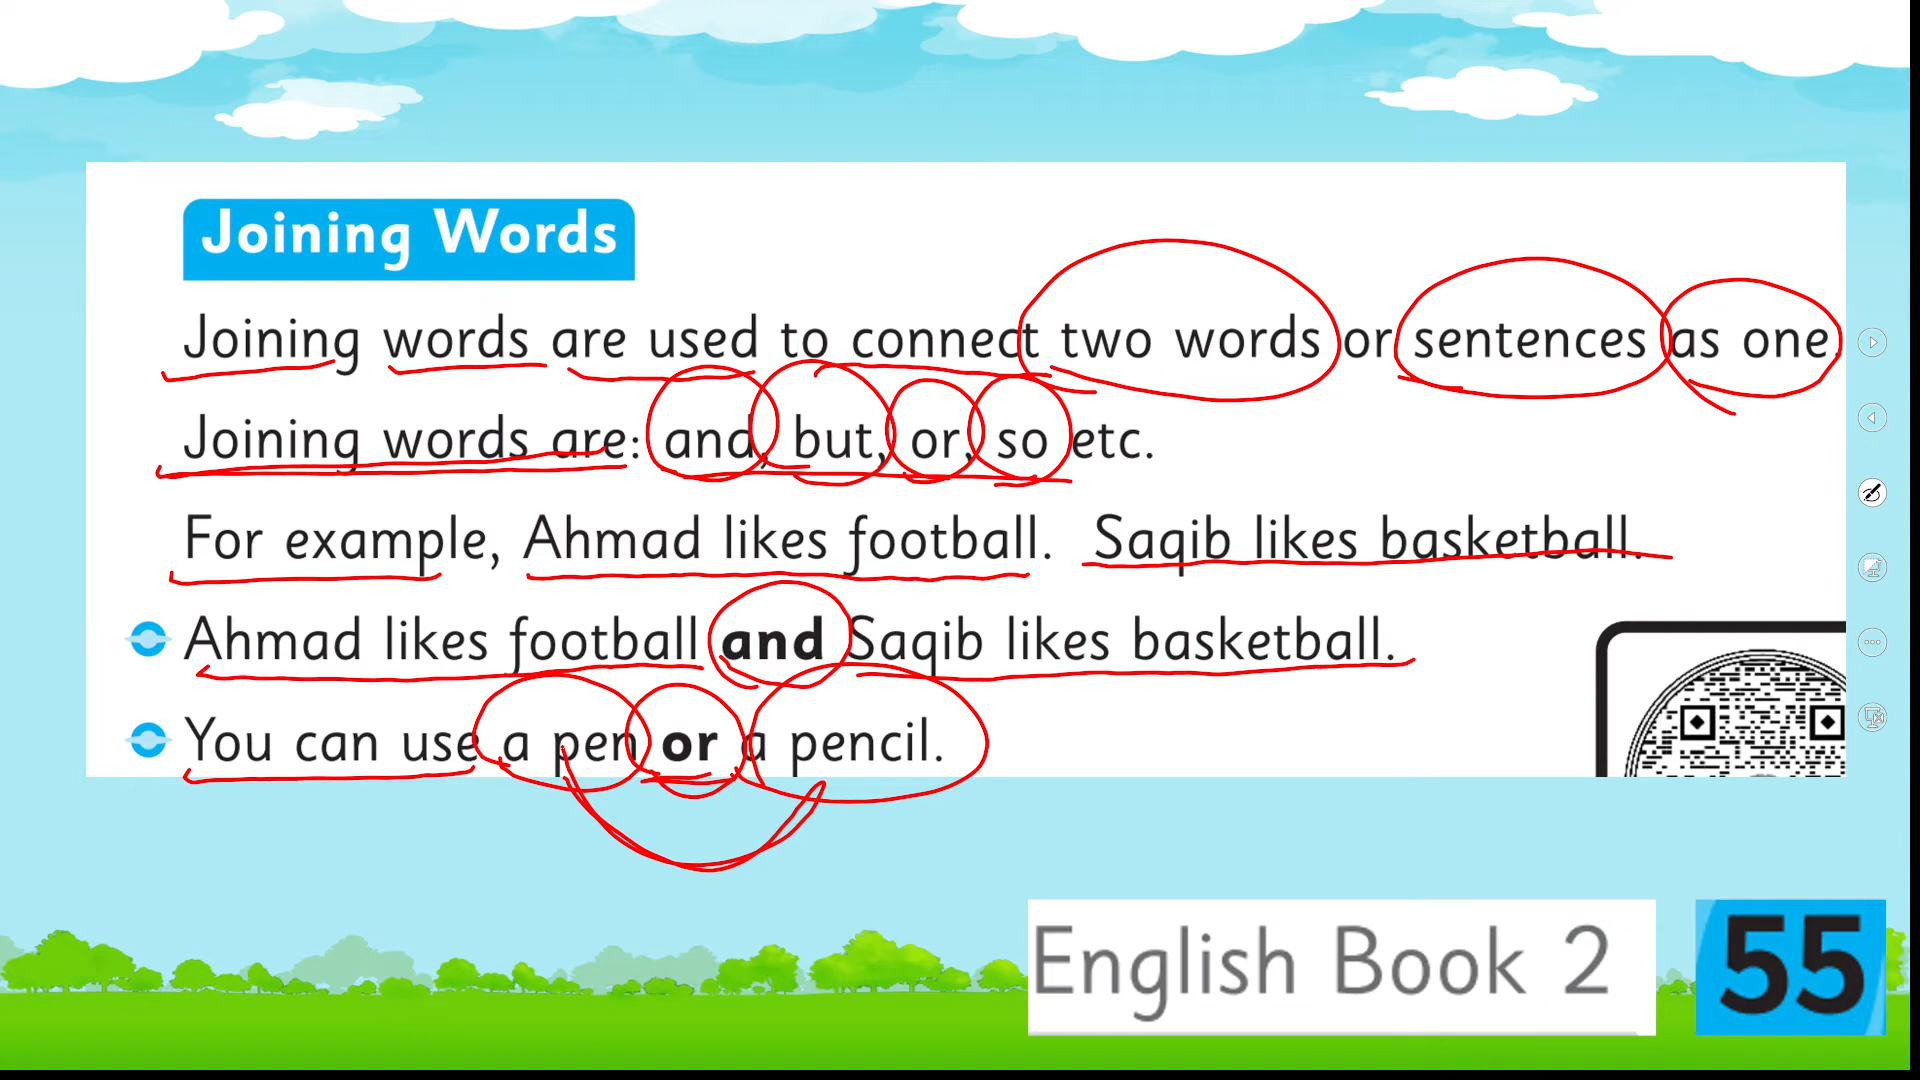 Joining Words
Joining words are used to connect two words or sentences as one.
Joining words are: and, but, or, so etc.
For example, Ahmad likes football. Saqib likes basketball.
Ahmad likes football and Saqib likes basketball.
You can use a pen or a pencil.
English Book 2
55